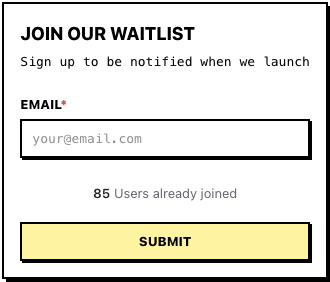 JOIN OUR WAITLIST
Sign up to be notified when we launch
EMAIL*
your@email.com
85 Users already joined
SUBMIT